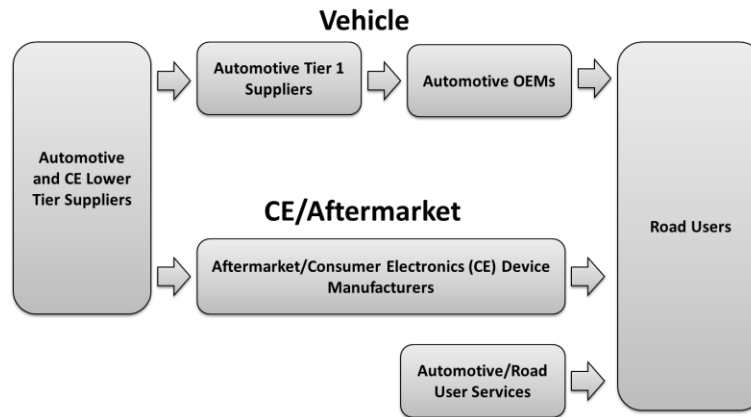 Vehicle
Automotive Tier 1
Suppliers
Automotive OEMs
Automotive
and CE Lower
Tier Suppliers
CE/Aftermarket
Road Users
Aftermarket/Consumer Electronics (CE) Device
Manufacturers
Automotive/Road
User Services